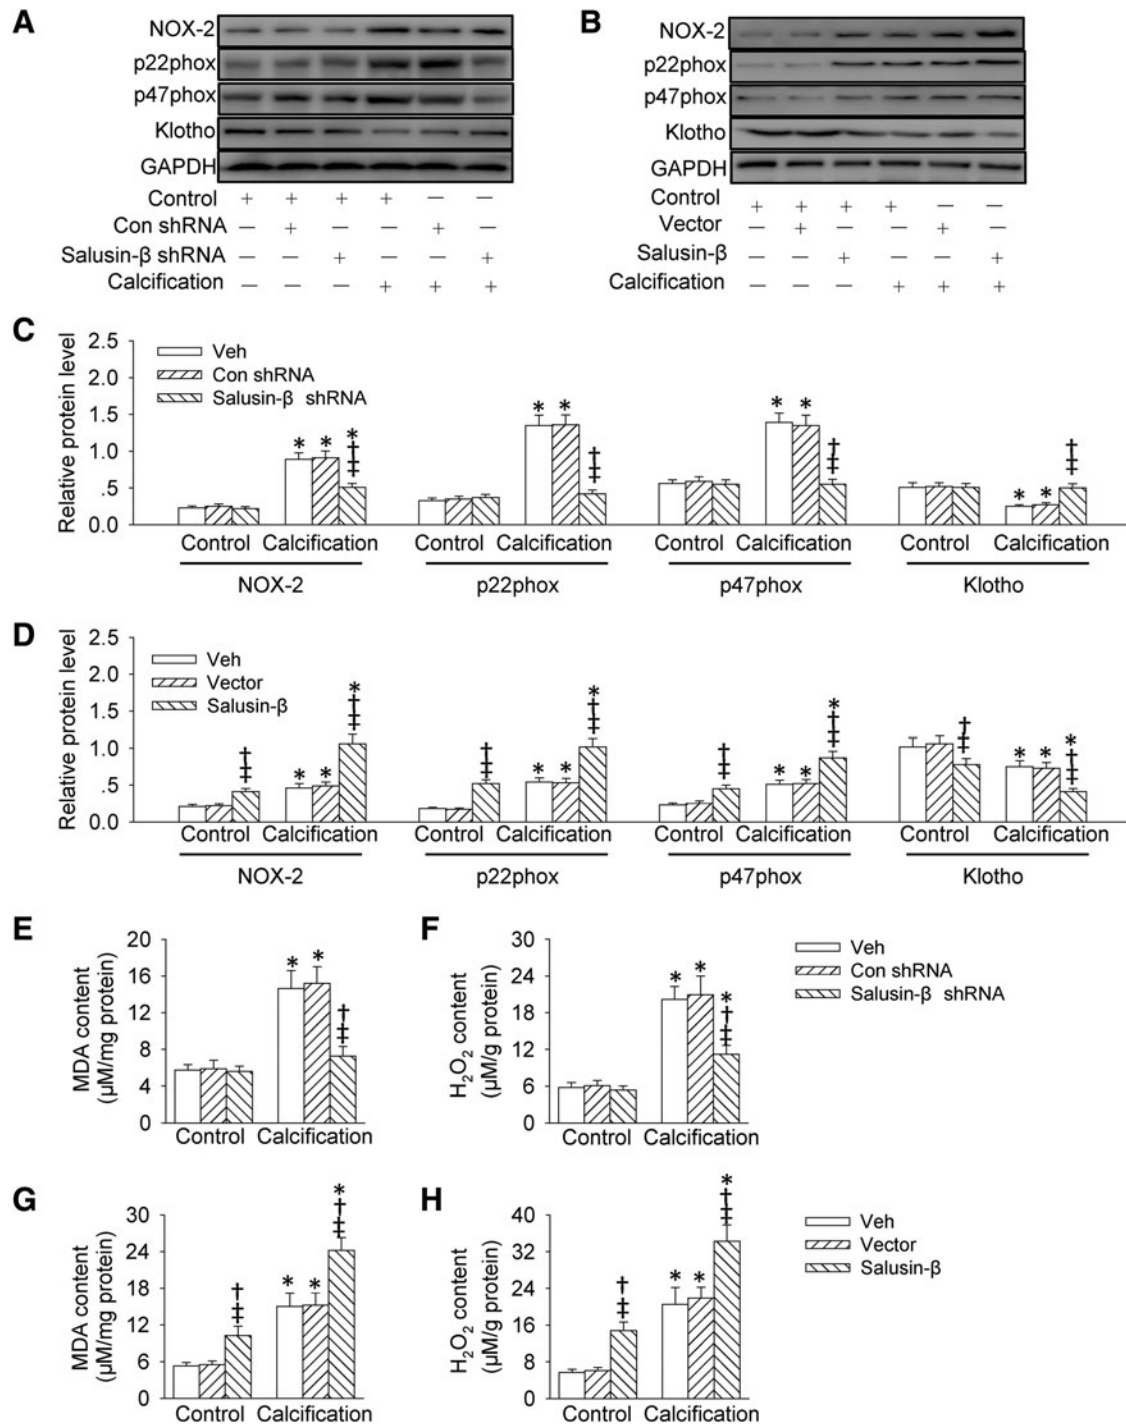 A
NOX-2
p22phox
p47phox
Klotho
GAPDH
Control + + + + — —
Con shRNA — + — — + —
Salusin-β shRNA — — + — — +
Calcification — — — + + +
B
NOX-2
p22phox
p47phox
Klotho
GAPDH
Control + + + + — —
Vector — + — — + —
Salusin-β — — + — — +
Calcification — — — + + +
C
Relative protein level
2.5
2.0
1.5
1.0
.5
0.0
Veh
Con shRNA
Salusin-β shRNA
* * * † ‡
* * † ‡
* * † ‡
* * † ‡
Control Calcification Control Calcification Control Calcification Control Calcification
NOX-2 p22phox p47phox Klotho
D
Relative protein level
2.5
2.0
1.5
1.0
.5
0.0
Veh
Vector
Salusin-β
† ‡ * * * † ‡
† ‡ * * * † ‡
† ‡ * * * † ‡
† ‡ * * * † ‡
Control Calcification Control Calcification Control Calcification Control Calcification
NOX-2 p22phox p47phox Klotho
E
MDA content
(μM/mg protein)
20
16
12
8
4
0
* * † ‡
Control Calcification
F
H₂O₂ content
(μM/g protein)
30
24
18
12
6
0
* * * † ‡
Control Calcification
Veh
Con shRNA
Salusin-β shRNA
G
MDA content
(μM/mg protein)
30
24
18
12
6
0
† ‡ * * * † ‡
Control Calcification
H
H₂O₂ content
(μM/g protein)
40
32
24
16
8
0
† ‡ * * * † ‡
Control Calcification
Veh
Vector
Salusin-β